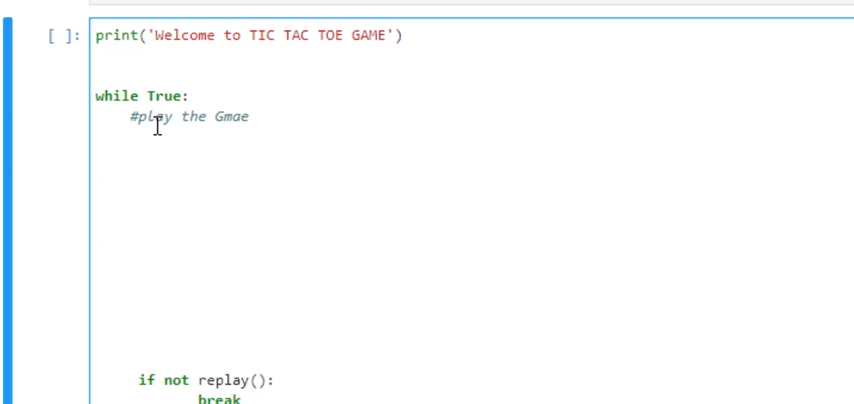 [ ]: print('Welcome to TIC TAC TOE GAME')
while True:
#play the Gmae
if not replay():
break